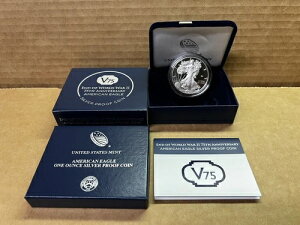 V75
END OF WORLD WAR II
75TH ANNIVERSARY
AMERICAN EAGLE
SILVER PROOF COIN
UNITED STATES MINT
AMERICAN EAGLE
ONE OUNCE SILVER PROOF COIN
END OF WORLD WAR II 75TH ANNIVERSARY
AMERICAN EAGLE SILVER PROOF COIN
V75